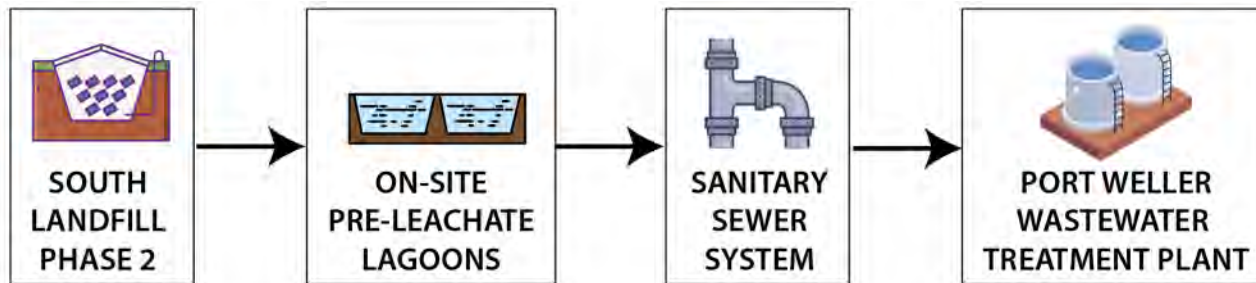 SOUTH
LANDFILL
PHASE 2
ON-SITE
PRE-LEACHATE
LAGOONS
SANITARY
SEWER
SYSTEM
PORT WELLER
WASTEWATER
TREATMENT PLANT